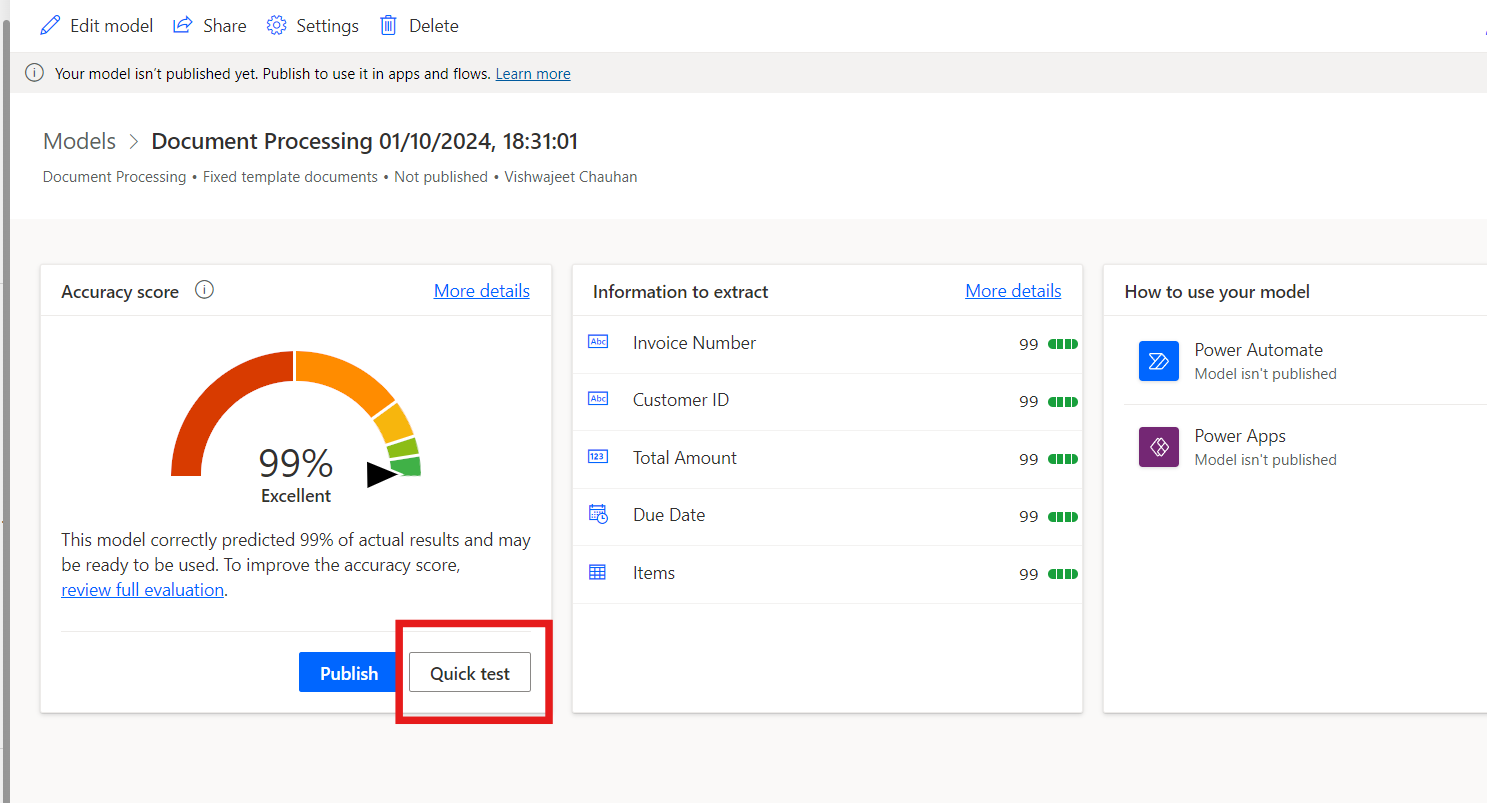 Edit model Share Settings Delete
Your model isn't published yet. Publish to use it in apps and flows. Learn more
Models > Document Processing 01/10/2024, 18:31:01
Document Processing • Fixed template documents • Not published • Vishwajeet Chauhan
Accuracy score More details
99%
Excellent
This model correctly predicted 99% of actual results and may
be ready to be used. To improve the accuracy score,
review full evaluation.
Publish Quick test
Information to extract More details
Abc Invoice Number 99
Abc Customer ID 99
123 Total Amount 99
Due Date 99
Items 99
How to use your model
Power Automate
Model isn't published
Power Apps
Model isn't published